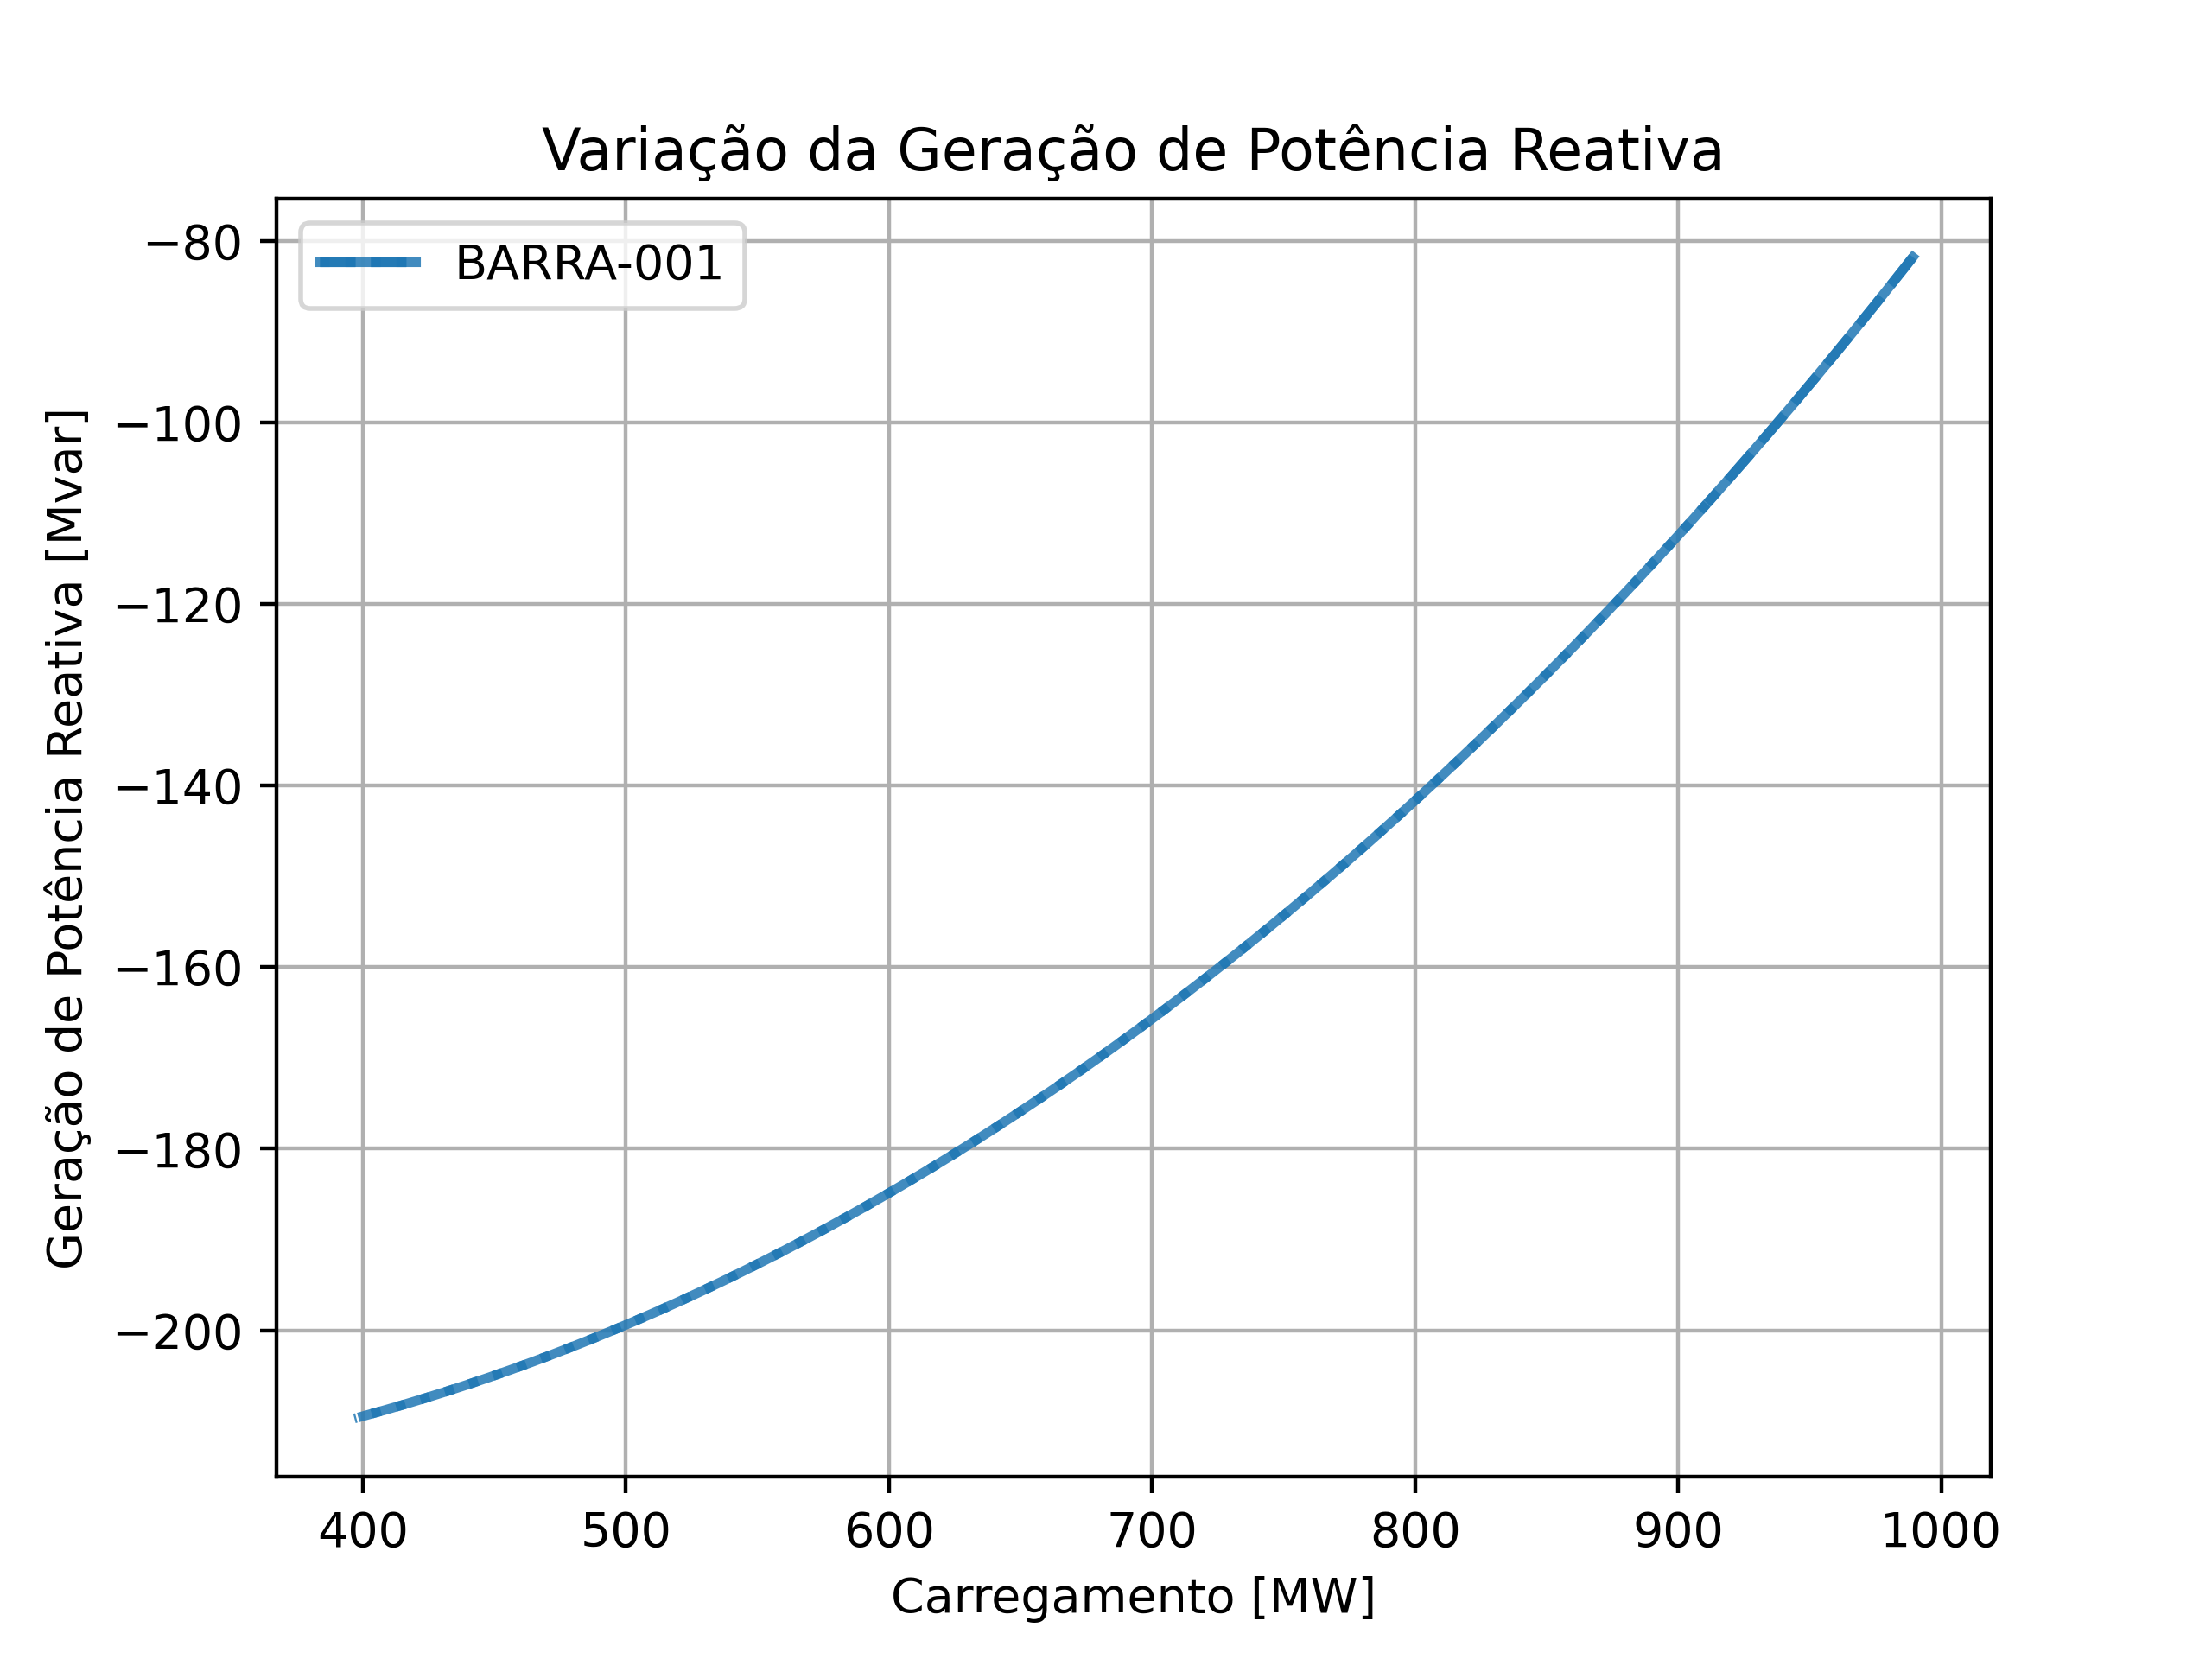 Variação da Geração de Potência Reativa
BARRA-001
Geração de Potência Reativa [Mvar]
−80
−100
−120
−140
−160
−180
−200
400 500 600 700 800 900 1000
Carregamento [MW]